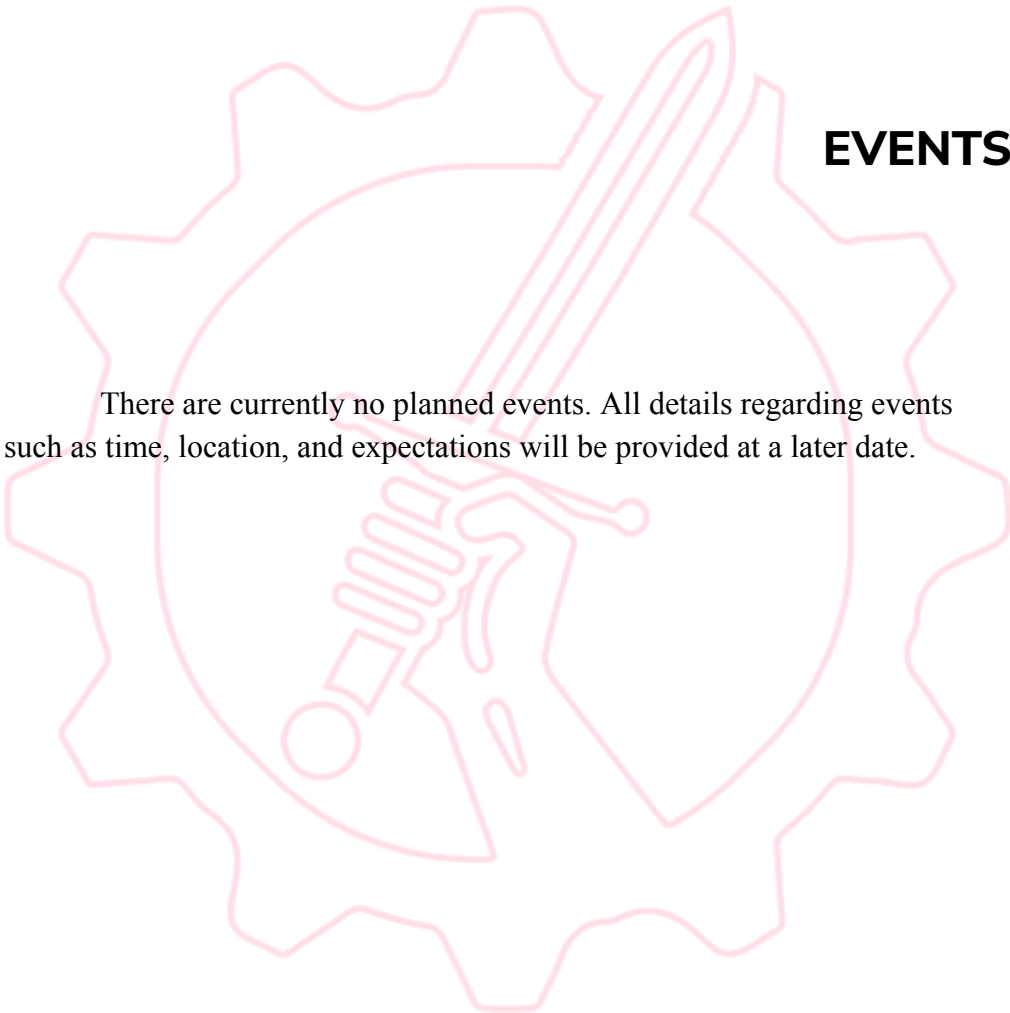 EVENTS
There are currently no planned events. All details regarding events
such as time, location, and expectations will be provided at a later date.